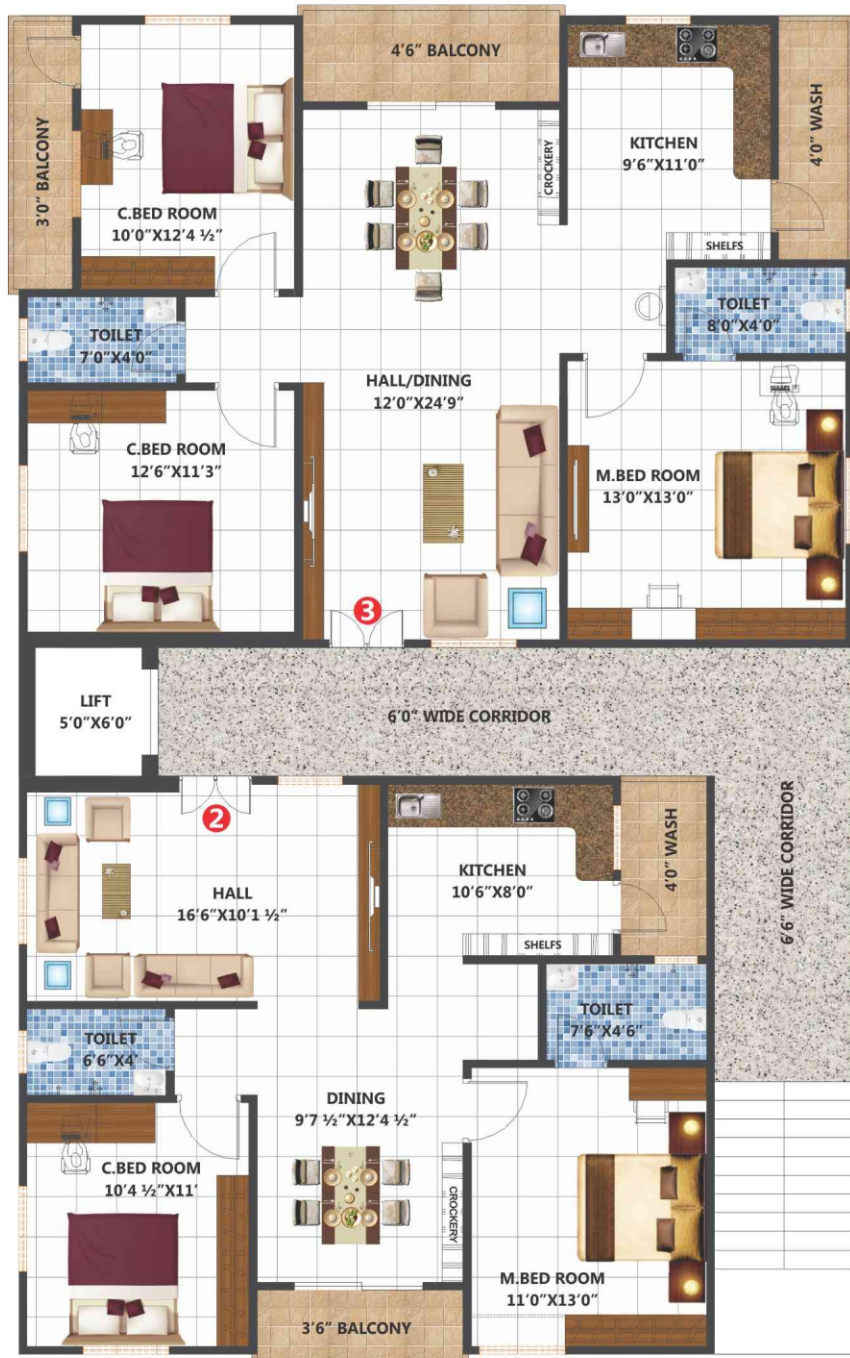 4'6" BALCONY
3'0" BALCONY
C.BED ROOM
10'0"X12'4 ½"
CROCKERY
KITCHEN
9'6"X11'0"
4'0" WASH
SHELFS
TOILET
7'0"X4'0"
TOILET
8'0"X4'0"
HALL/DINING
12'0"X24'9"
C.BED ROOM
12'6"X11'3"
M.BED ROOM
13'0"X13'0"
3
LIFT
5'0"X6'0"
6'0" WIDE CORRIDOR
2
HALL
16'6"X10'1 ½"
KITCHEN
10'6"X8'0"
4'0" WASH
6'6" WIDE CORRIDOR
SHELFS
TOILET
6'6"X4'
TOILET
7'6"X4'6"
DINING
9'7 ½"X12'4 ½"
C.BED ROOM
10'4 ½"X11'
CROCKERY
M.BED ROOM
11'0"X13'0"
3'6" BALCONY